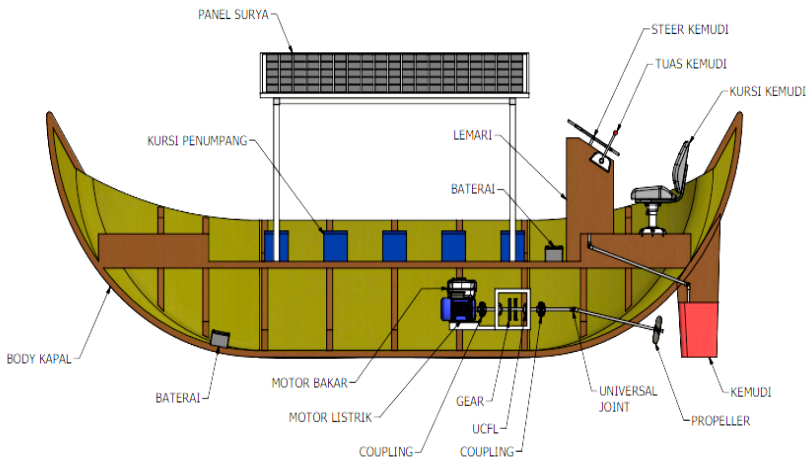 PANEL SURYA
STEER KEMUDI
TUAS KEMUDI
KURSI KEMUDI
KURSI PENUMPANG
LEMARI
BATERAI
BODY KAPAL
BATERAI
MOTOR BAKAR
MOTOR LISTRIK
COUPLING
GEAR
UCFL
COUPLING
UNIVERSAL
JOINT
PROPELLER
KEMUDI